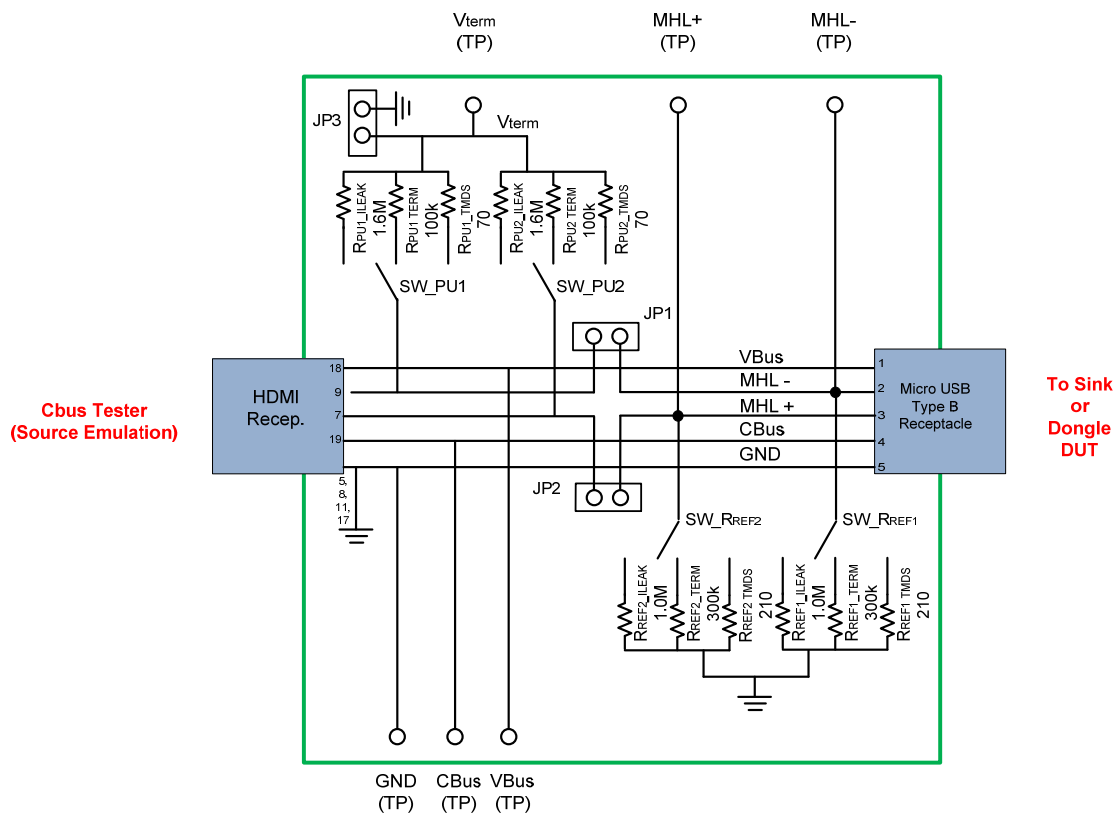 Vterm
(TP)
MHL+
(TP)
MHL-
(TP)
JP3
Vterm
RPU1_ILEAK
1.6M
RPU1 TERM
100k
RPU1_TMDS
70
RPU2_ILEAK
1.6M
RPU2 TERM
100k
RPU2_TMDS
70
SW_PU1
SW_PU2
JP1
Cbus Tester
(Source Emulation)
HDMI
Recep.
18
9
7
19
5,
8,
11,
17
VBus
MHL -
MHL +
CBus
GND
1
2
3
4
5
Micro USB
Type B
Receptacle
To Sink
or
Dongle
DUT
JP2
SW_RREF2
SW_RREF1
RREF2_ILEAK
1.0M
RREF2_TERM
300k
RREF2 TMDS
210
RREF1_ILEAK
1.0M
RREF1_TERM
300k
RREF1 TMDS
210
GND
(TP)
CBus
(TP)
VBus
(TP)